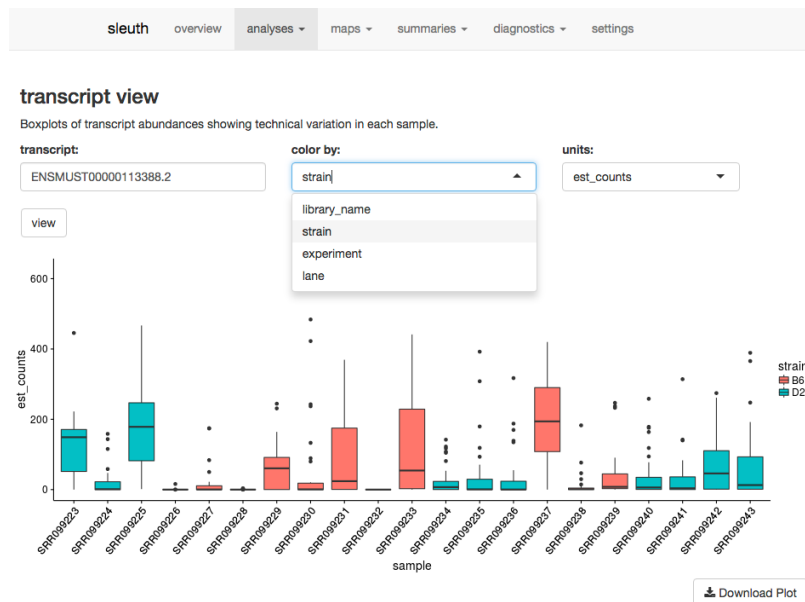 sleuth overview analyses maps summaries diagnostics settings
transcript view
Boxplots of transcript abundances showing technical variation in each sample.
transcript: color by: units:
ENSMUST00000113388.2 strain est_counts
view
library_name
strain
experiment
lane
600
400
200
0
est_counts
strain
B6
D2
SRR099223 SRR099224 SRR099225 SRR099226 SRR099227 SRR099228 SRR099229 SRR099230 SRR099231 SRR099232 SRR099233 SRR099234 SRR099235 SRR099236 SRR099237 SRR099238 SRR099239 SRR099240 SRR099241 SRR099242 SRR099243
sample
Download Plot